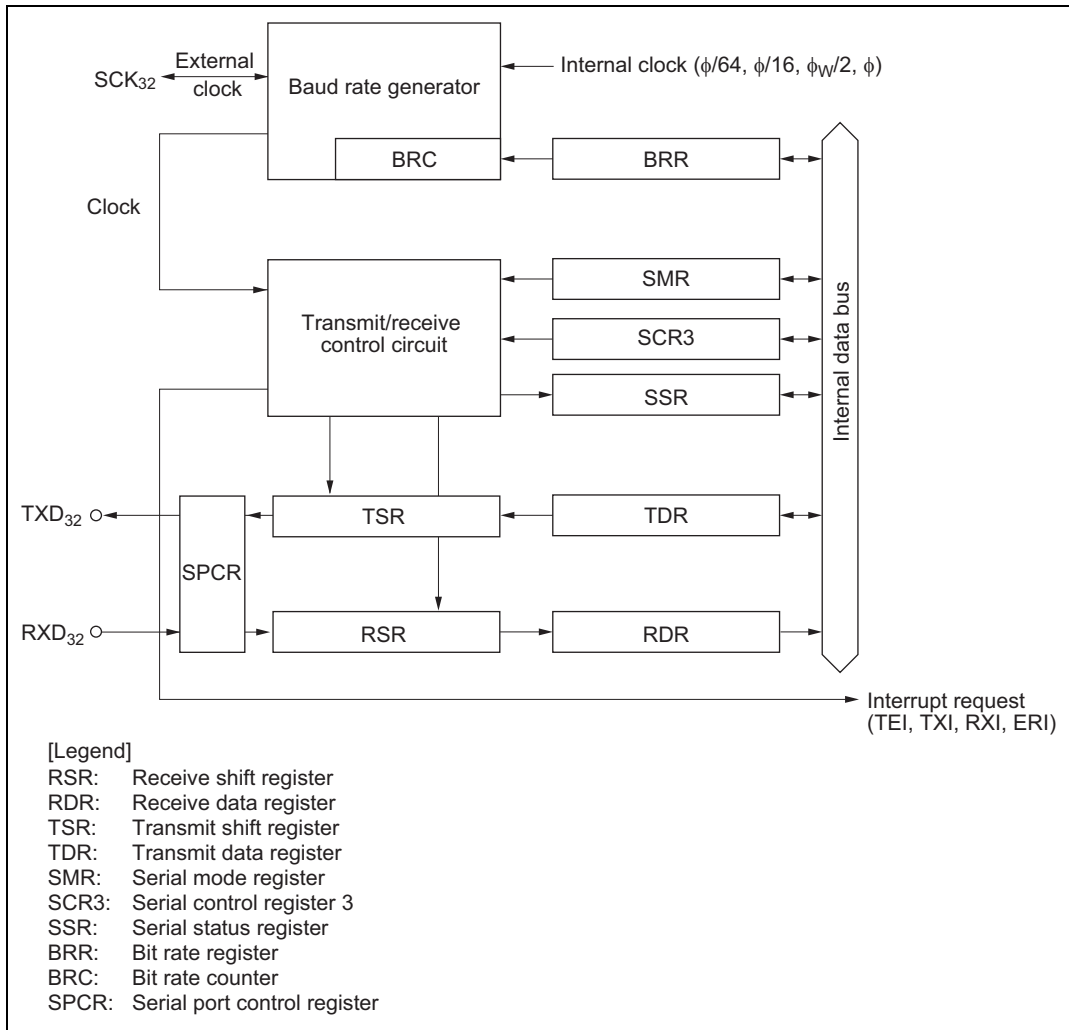 SCK32
External
clock
Baud rate generator
Internal clock (ϕ/64, ϕ/16, ϕW/2, ϕ)
BRC
BRR
Clock
Transmit/receive
control circuit
SMR
SCR3
SSR
Internal data bus
TXD32
SPCR
TSR
TDR
RXD32
RSR
RDR
Interrupt request
(TEI, TXI, RXI, ERI)
[Legend]
RSR: Receive shift register
RDR: Receive data register
TSR: Transmit shift register
TDR: Transmit data register
SMR: Serial mode register
SCR3: Serial control register 3
SSR: Serial status register
BRR: Bit rate register
BRC: Bit rate counter
SPCR: Serial port control register